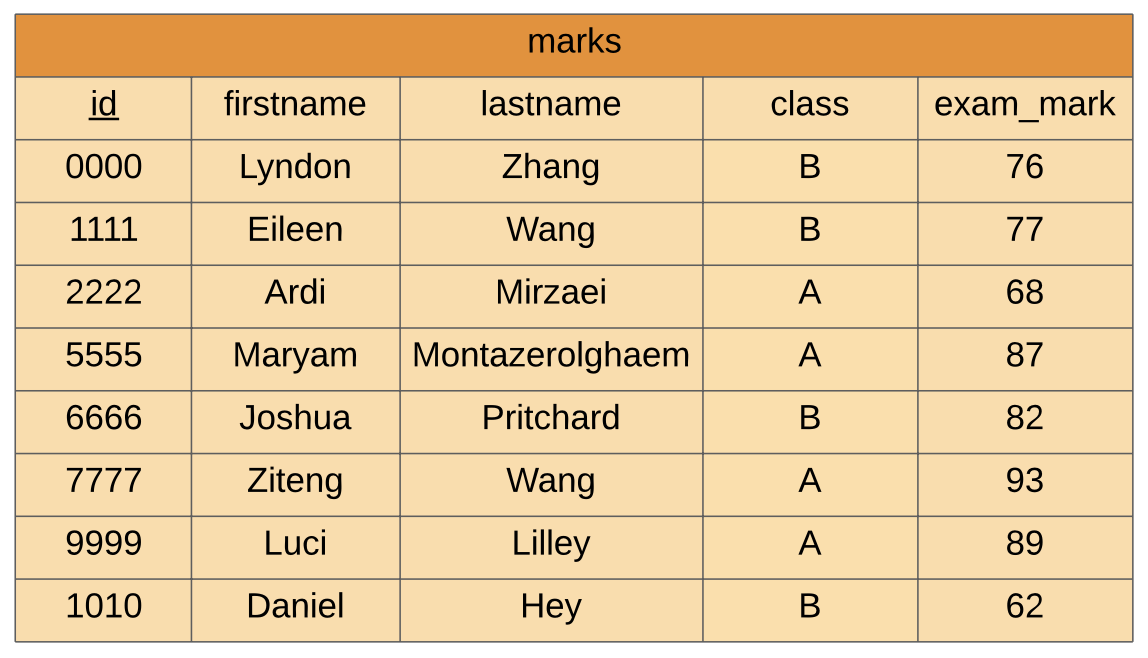 marks
id firstname lastname class exam_mark
0000 Lyndon Zhang B 76
1111 Eileen Wang B 77
2222 Ardi Mirzaei A 68
5555 Maryam Montazerolghaem A 87
6666 Joshua Pritchard B 82
7777 Ziteng Wang A 93
9999 Luci Lilley A 89
1010 Daniel Hey B 62